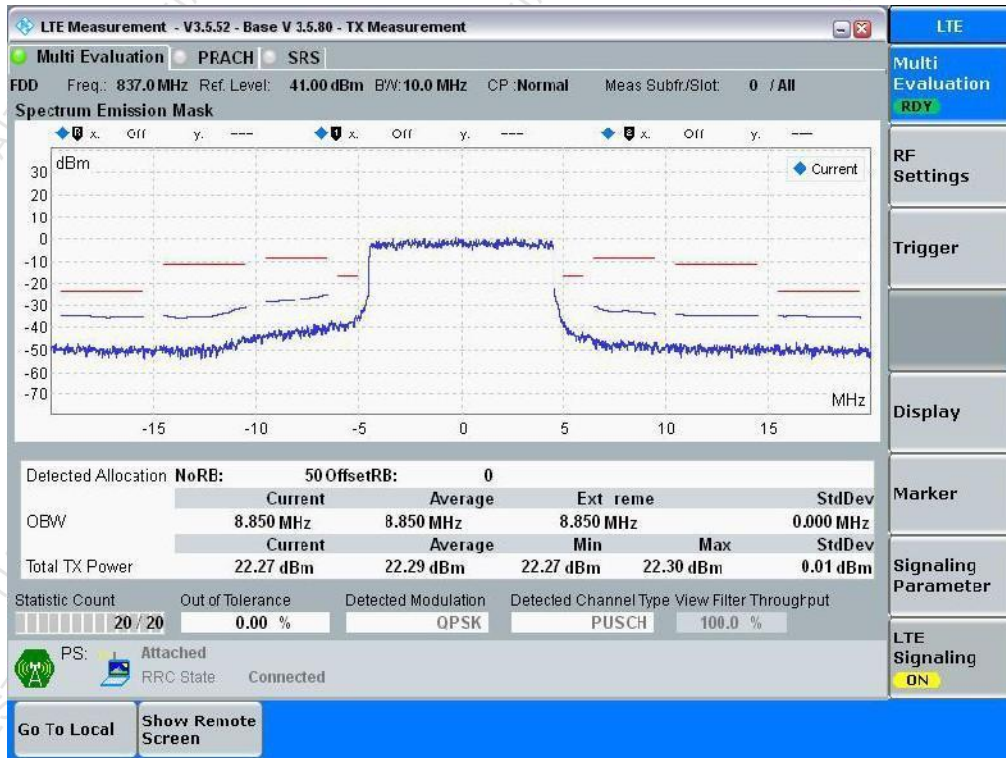 LTE Measurement - V3.5.52 - Base V 3.5.80 - TX Measurement
LTE
Multi Evaluation PRACH SRS
Multi Evaluation
RDY
FDD Freq.: 837.0 MHz Ref. Level: 41.00 dBm BW: 10.0 MHz CP :Normal Meas Subfr./Slot: 0 / All
Spectrum Emission Mask
x. Off y. --- x. Off y. --- x. Off y. ---
dBm
Current
30
20
10
0
-10
-20
-30
-40
-50
-60
-70
MHz
-15 -10 -5 0 5 10 15
RF Settings
Trigger
Display
Marker
Signaling Parameter
LTE Signaling
ON
Detected Allocation NoRB: 50 OffsetRB: 0
Current Average Ext reme StdDev
OBW 8.850 MHz 8.850 MHz 8.850 MHz 0.000 MHz
Current Average Min Max StdDev
Total TX Power 22.27 dBm 22.29 dBm 22.27 dBm 22.30 dBm 0.01 dBm
Statistic Count Out of Tolerance Detected Modulation Detected Channel Type View Filter Throughput
20 / 20 0.00 % QPSK PUSCH 100.0 %
PS: Attached
RRC State Connected
Go To Local
Show Remote Screen